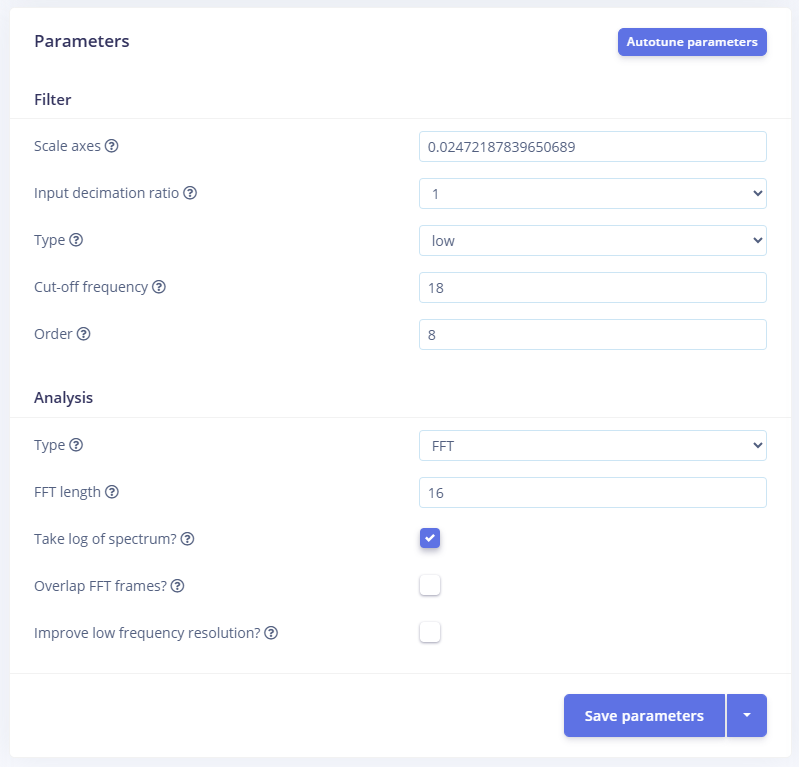 Parameters
Autotune parameters
Filter
Scale axes
0.02472187839650689
Input decimation ratio
1
Type
low
Cut-off frequency
18
Order
8
Analysis
Type
FFT
FFT length
16
Take log of spectrum?
Overlap FFT frames?
Improve low frequency resolution?
Save parameters